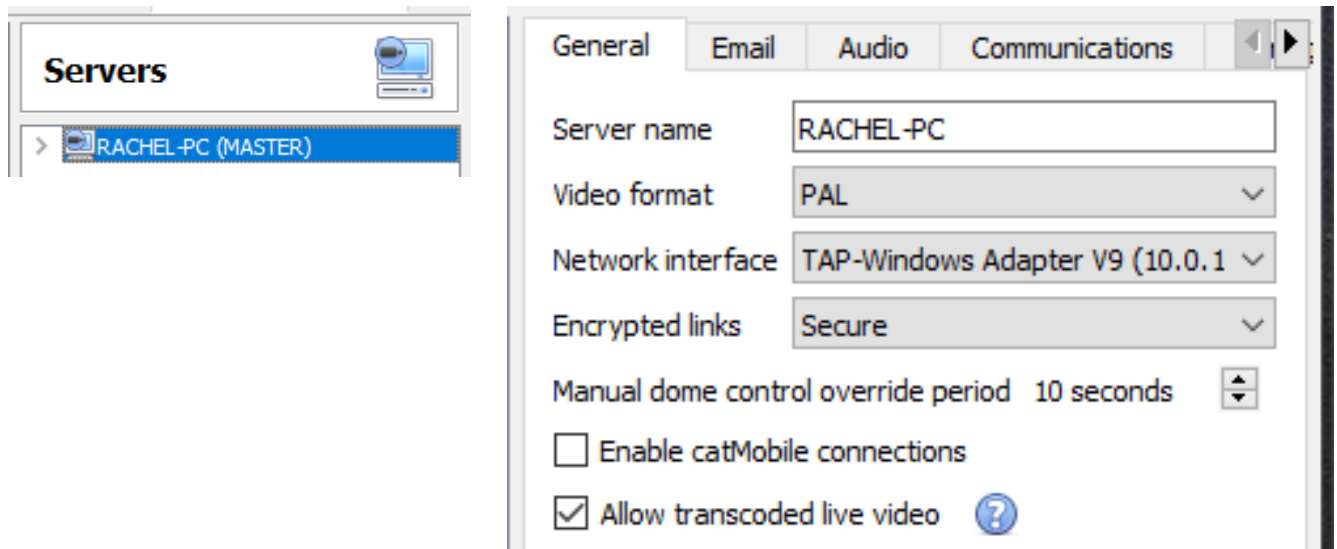 Servers
RACHEL-PC (MASTER)
General Email Audio Communications
Server name RACHEL-PC
Video format PAL
Network interface TAP-Windows Adapter V9 (10.0.1
Encrypted links Secure
Manual dome control override period 10 seconds
Enable catMobile connections
Allow transcoded live video ?